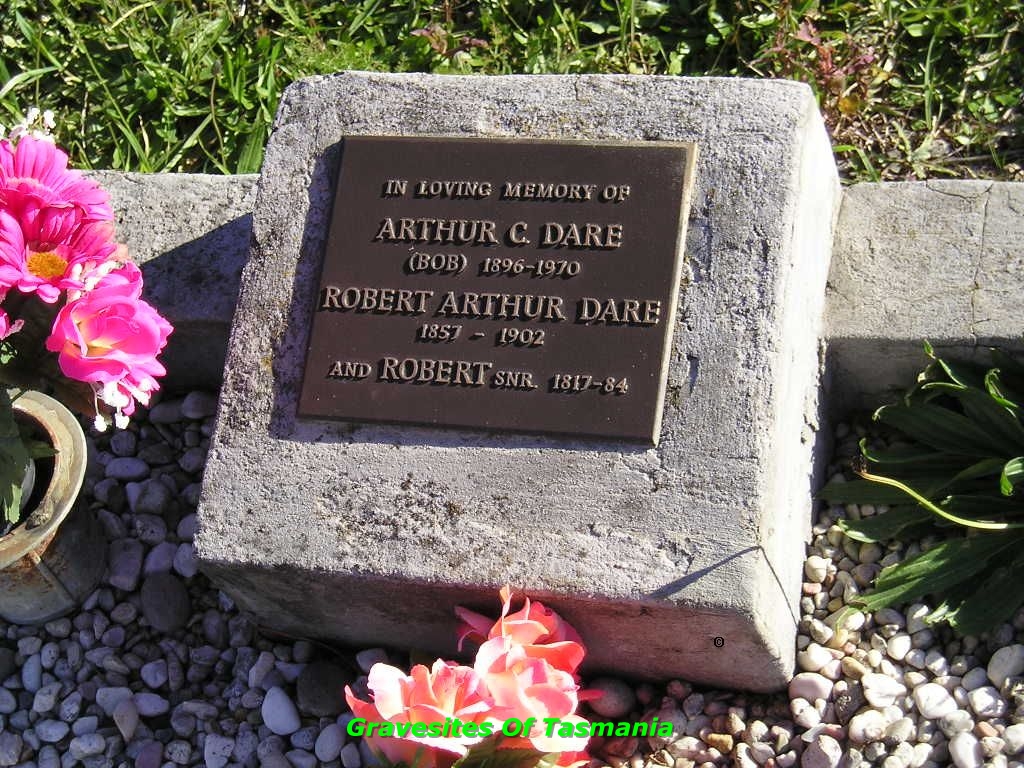 IN LOVING MEMORY OF
ARTHUR C. DARE
(BOB) 1896-1970
ROBERT ARTHUR DARE
1857 - 1902
AND ROBERT SNR. 1817-84
©
Gravesites Of Tasmania